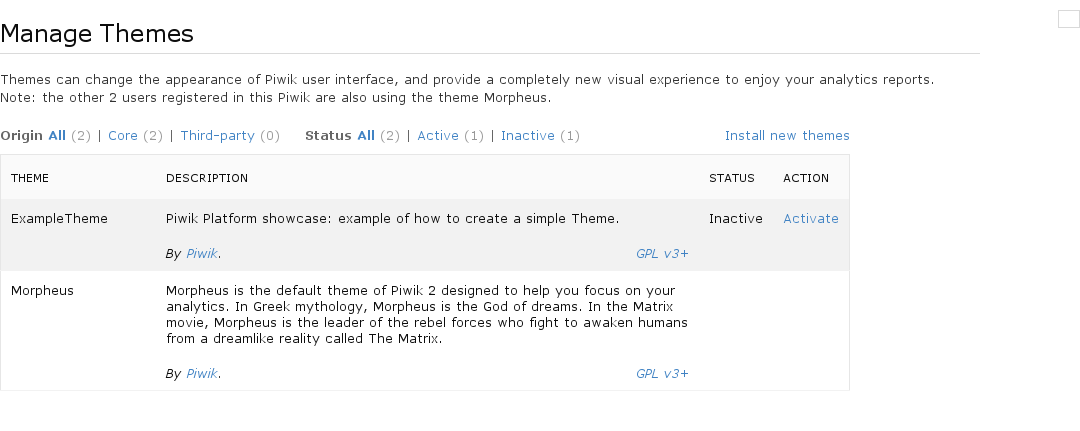 Manage Themes
Themes can change the appearance of Piwik user interface, and provide a completely new visual experience to enjoy your analytics reports.
Note: the other 2 users registered in this Piwik are also using the theme Morpheus.
Origin All (2) | Core (2) | Third-party (0) Status All (2) | Active (1) | Inactive (1) Install new themes
THEME DESCRIPTION STATUS ACTION
ExampleTheme Piwik Platform showcase: example of how to create a simple Theme. Inactive Activate
By Piwik. GPL v3+
Morpheus Morpheus is the default theme of Piwik 2 designed to help you focus on your
analytics. In Greek mythology, Morpheus is the God of dreams. In the Matrix
movie, Morpheus is the leader of the rebel forces who fight to awaken humans
from a dreamlike reality called The Matrix.
By Piwik. GPL v3+